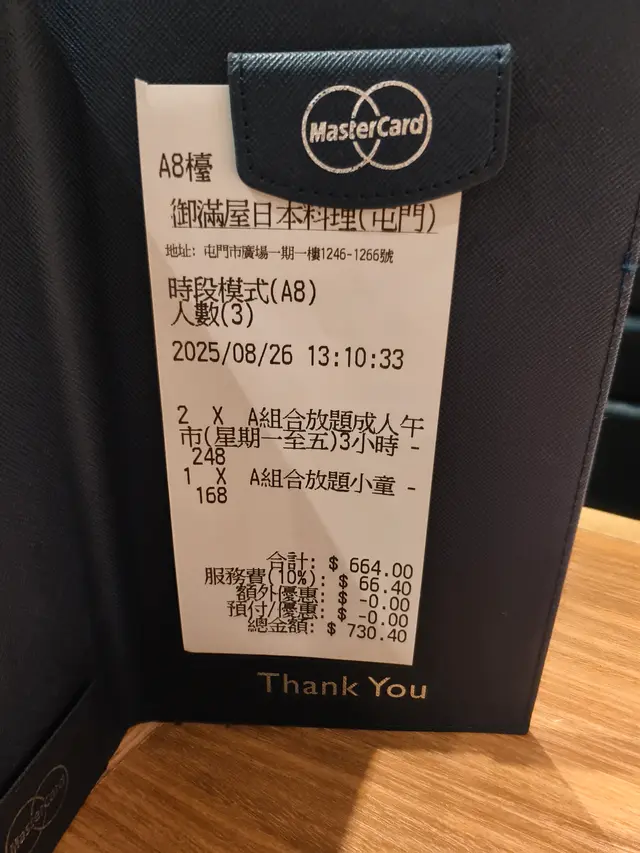 MasterCard
A8檯
御滿屋日本料理(屯門)
地址: 屯門市廣場一期一樓1246-1266號
時段模式(A8)
人數(3)
2025/08/26 13:10:33
2 X A組合放題成人午
市(星期一至五)3小時 -
248
1 X A組合放題小童 -
168
合計: $ 664.00
服務費(10%): $ 66.40
額外優惠: $ -0.00
預付/優惠: $ -0.00
總金額: $ 730.40
Thank You
MasterCard